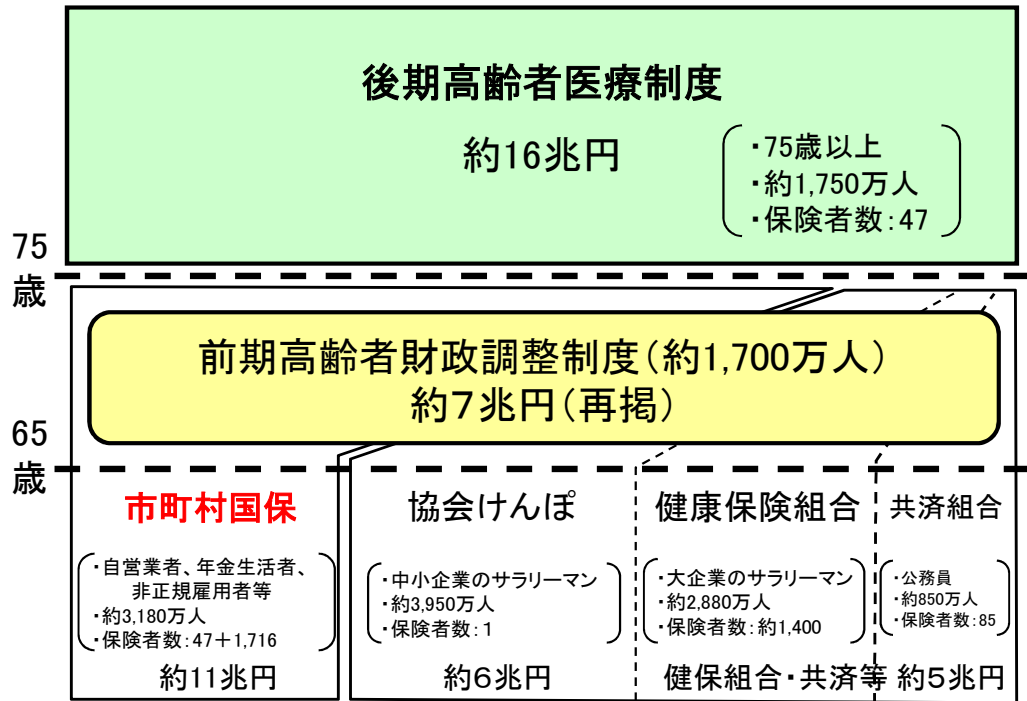 後期高齢者医療制度
約16兆円
・75歳以上
・約1,750万人
・保険者数：47
75
歳
前期高齢者財政調整制度（約1,700万人）
約７兆円（再掲）
65
歳
市町村国保
・自営業者、年金生活者、
非正規雇用者等
・約3,180万人
・保険者数：47＋1,716
約11兆円
協会けんぽ
・中小企業のサラリーマン
・約3,950万人
・保険者数：1
約６兆円
健康保険組合
・大企業のサラリーマン
・約2,880万人
・保険者数：約1,400
共済組合
・公務員
・約850万人
・保険者数：85
健保組合・共済等 約５兆円